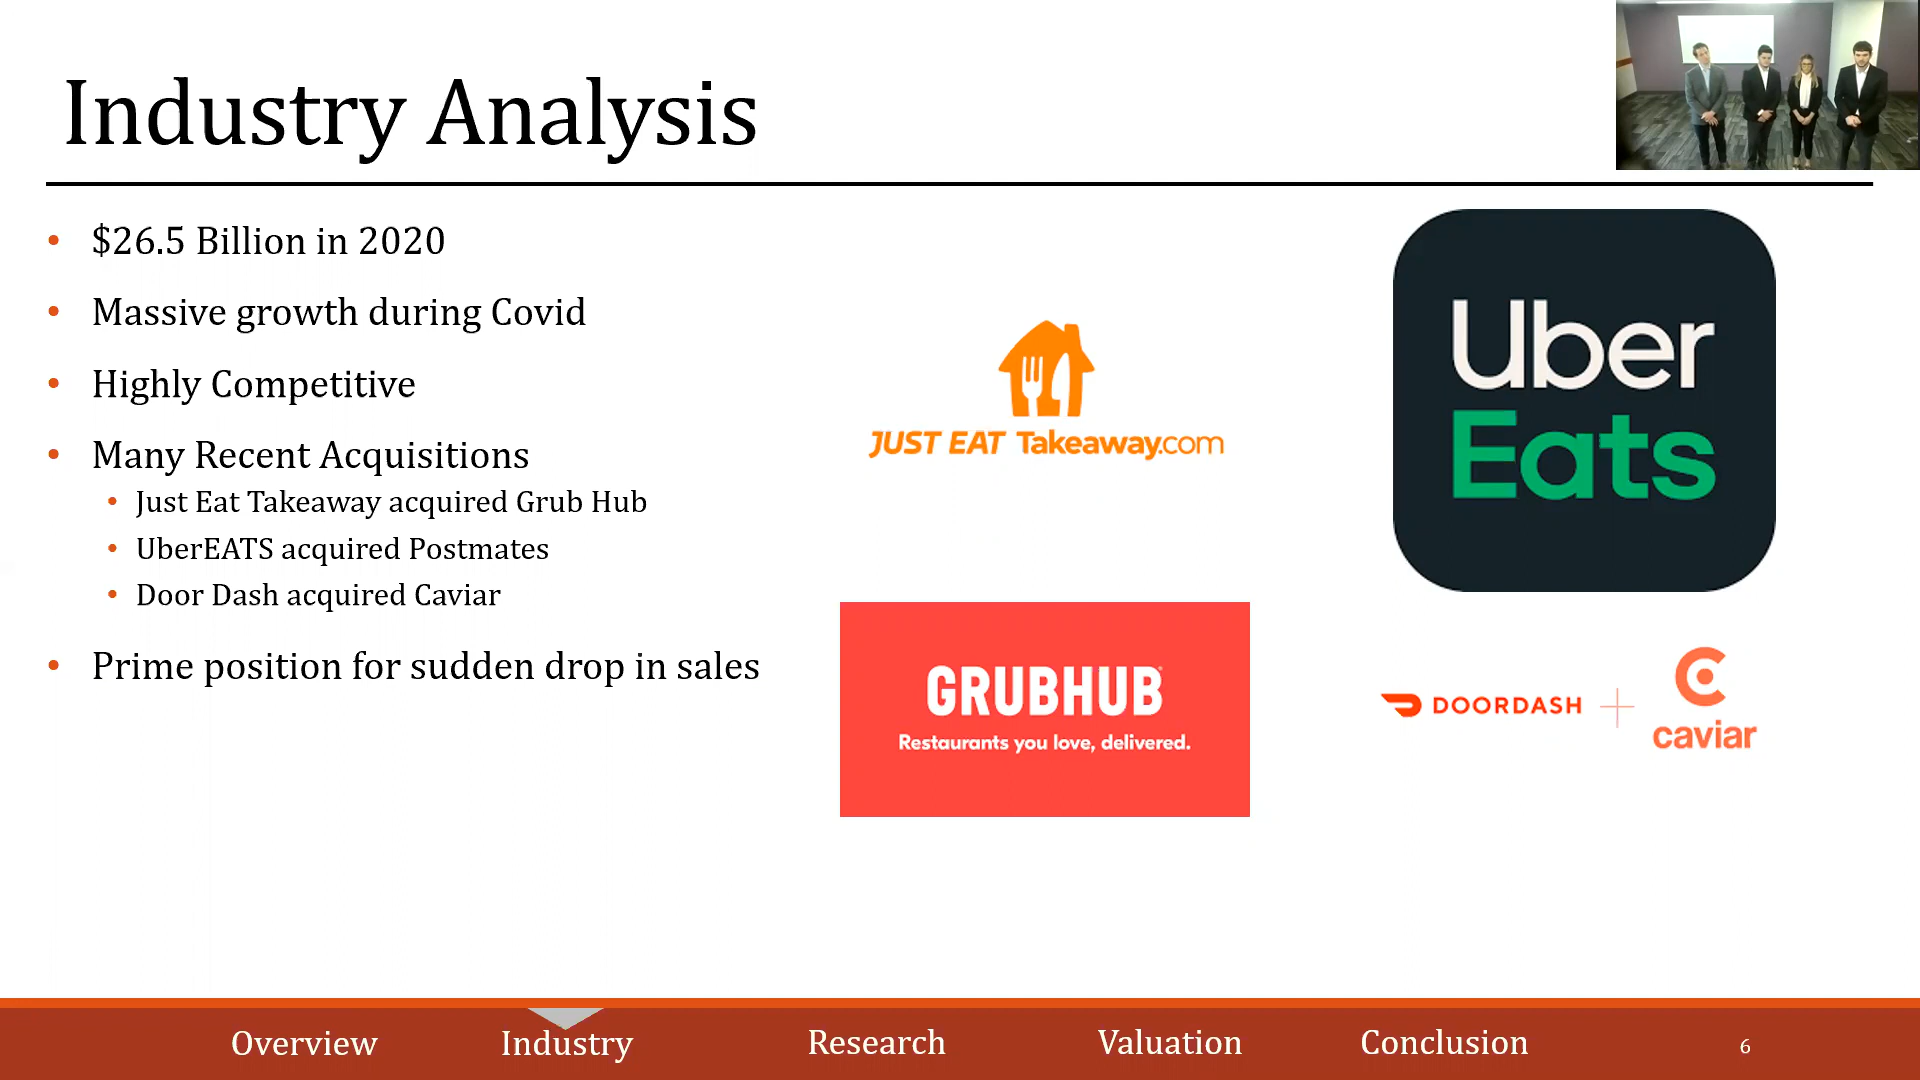 Industry Analysis
• $26.5 Billion in 2020
• Massive growth during Covid
• Highly Competitive
• Many Recent Acquisitions
• Just Eat Takeaway acquired Grub Hub
• UberEATS acquired Postmates
• Door Dash acquired Caviar
• Prime position for sudden drop in sales
JUST EAT Takeaway.com
Uber
Eats
GRUBHUB
Restaurants you love, delivered.
DOORDASH + caviar
Overview Industry Research Valuation Conclusion 6